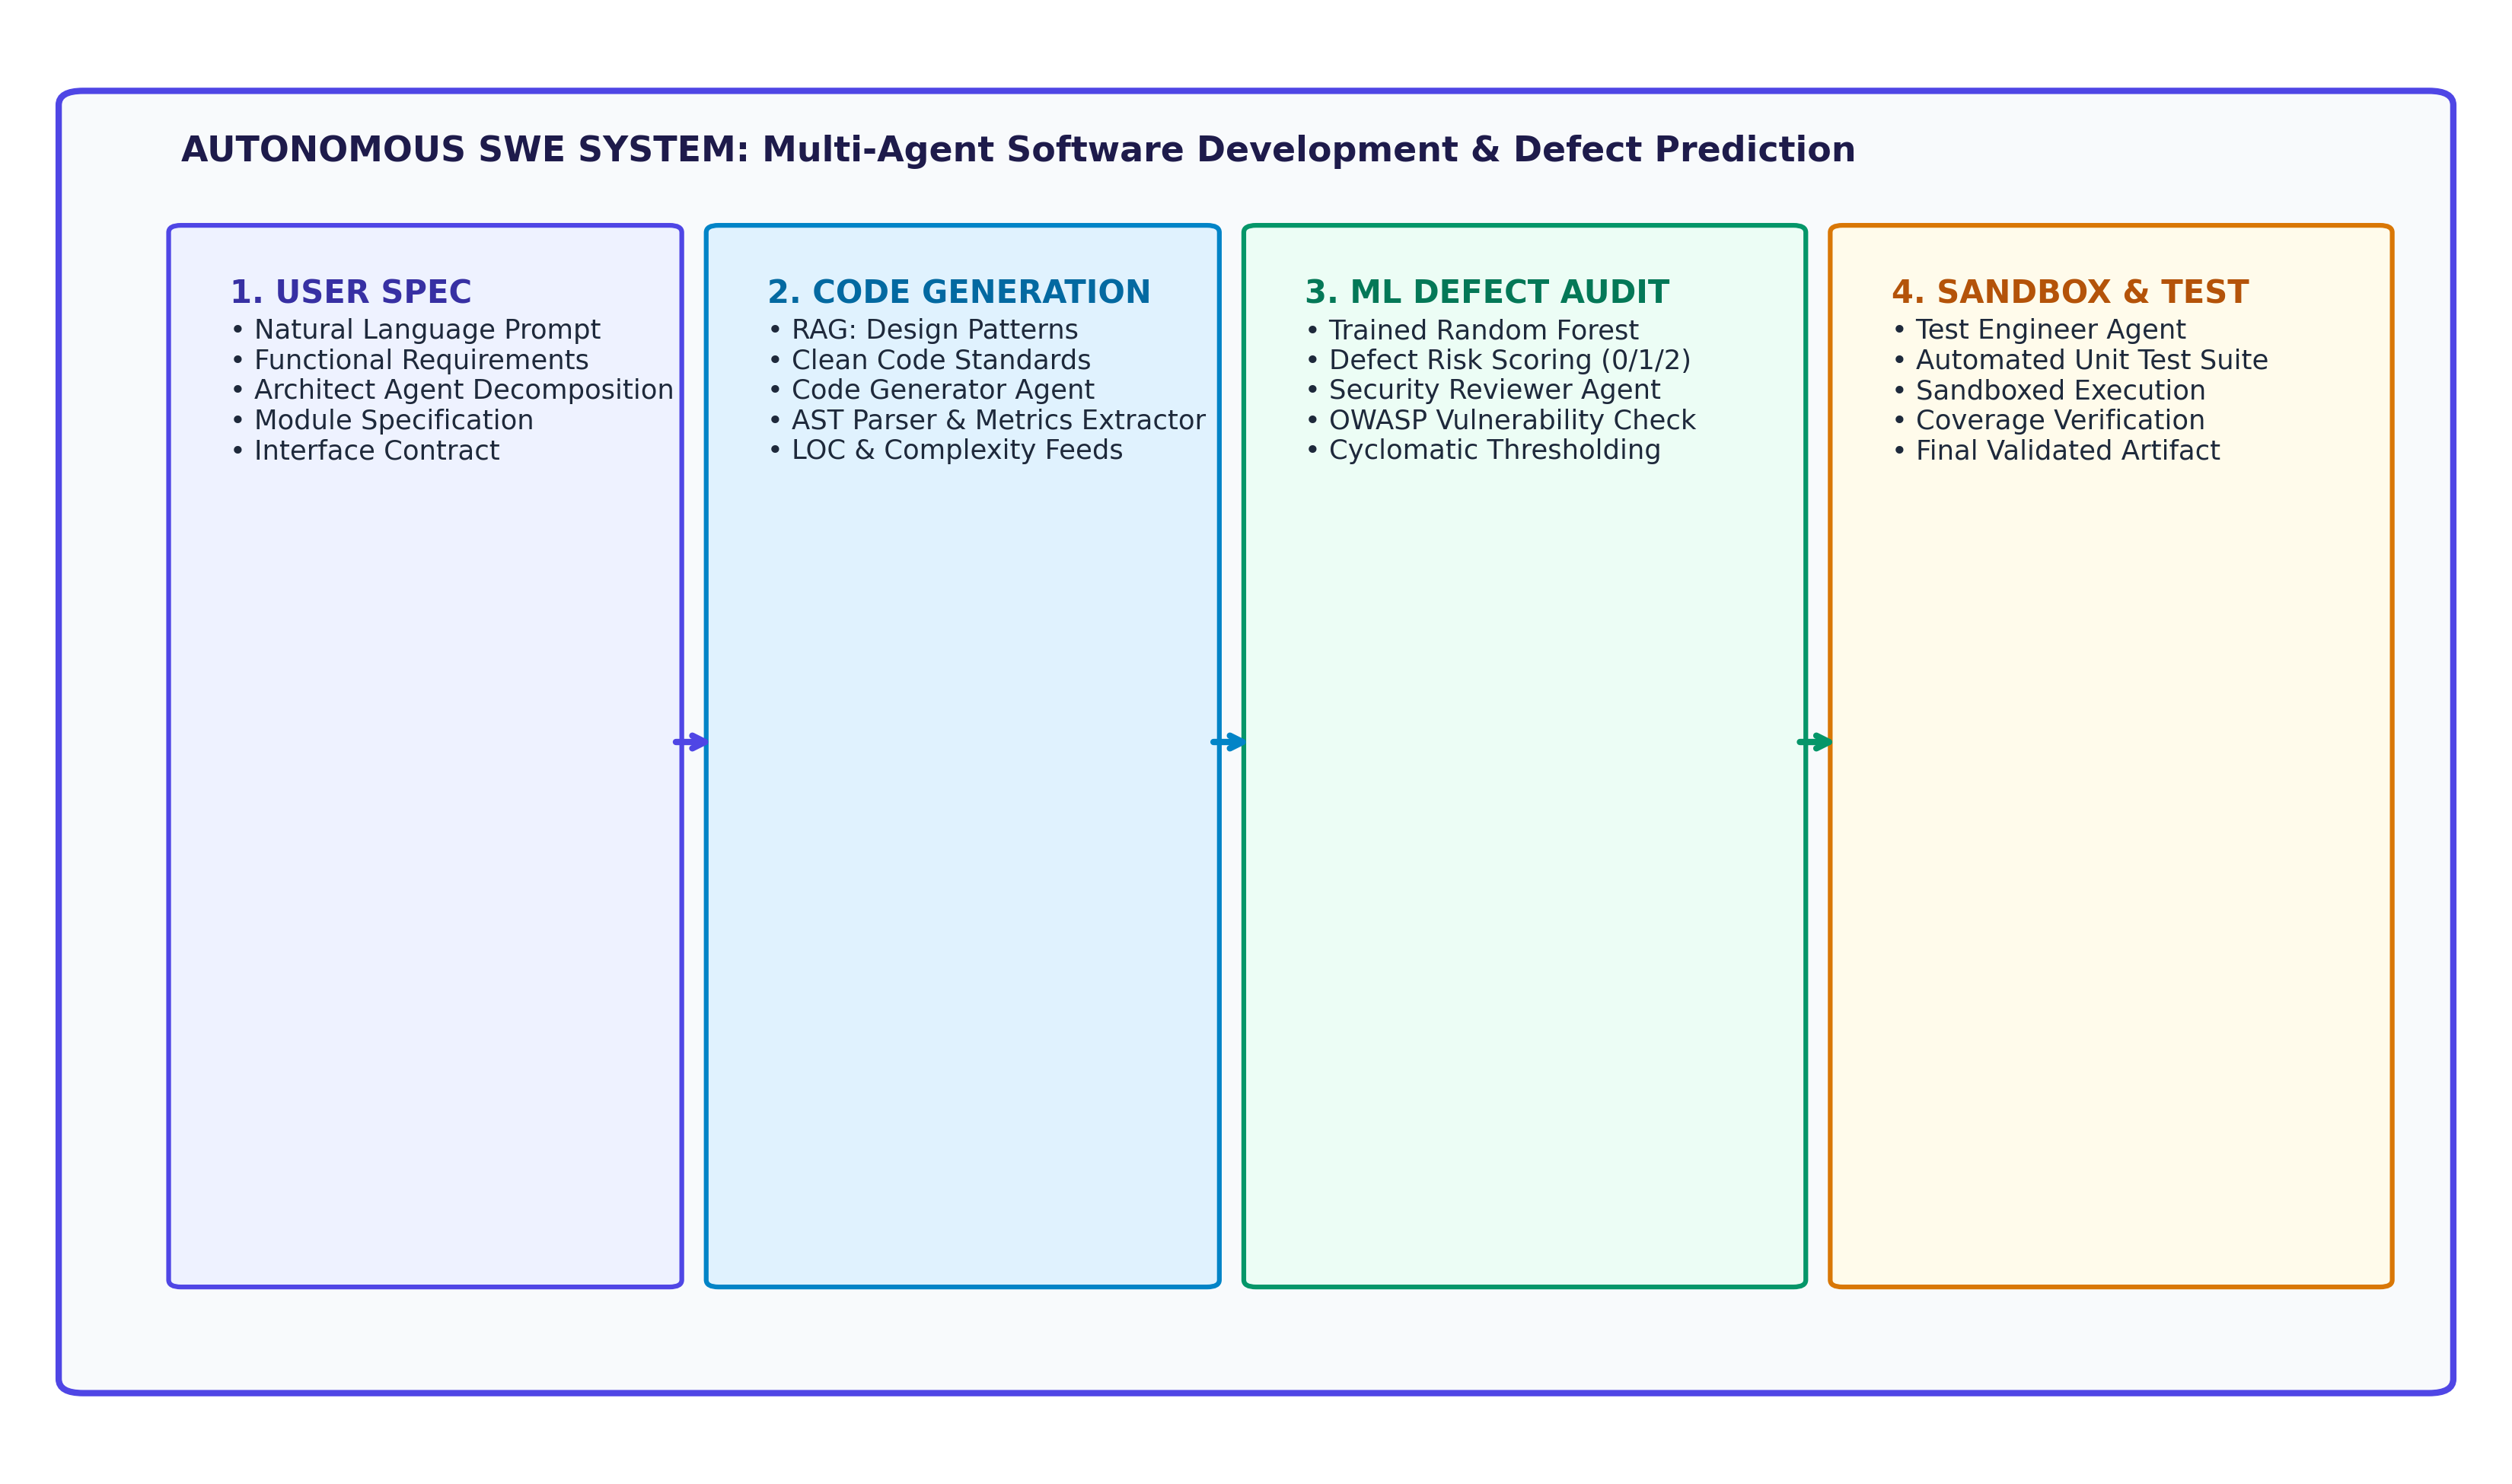 AUTONOMOUS SWE SYSTEM: Multi-Agent Software Development & Defect Prediction
1. USER SPEC
• Natural Language Prompt
• Functional Requirements
• Architect Agent Decomposition
• Module Specification
• Interface Contract
2. CODE GENERATION
• RAG: Design Patterns
• Clean Code Standards
• Code Generator Agent
• AST Parser & Metrics Extractor
• LOC & Complexity Feeds
3. ML DEFECT AUDIT
• Trained Random Forest
• Defect Risk Scoring (0/1/2)
• Security Reviewer Agent
• OWASP Vulnerability Check
• Cyclomatic Thresholding
4. SANDBOX & TEST
• Test Engineer Agent
• Automated Unit Test Suite
• Sandboxed Execution
• Coverage Verification
• Final Validated Artifact